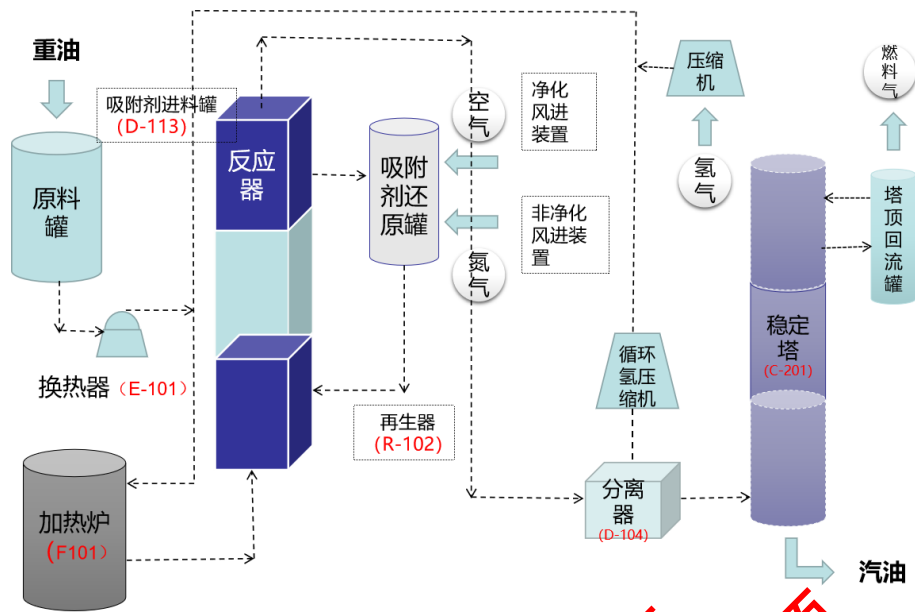 重油
原料
罐
换热器（E-101）
加热炉
（F101）
吸附剂进料罐
(D-113)
反应
器
吸附
剂还
原罐
再生器
(R-102)
空
气
氮
气
净化
风进
装置
非净化
风进装
置
压缩
机
氢
气
循环
氢压
缩机
分离
器
(D-104)
稳定
塔
(C-201)
燃
料
气
塔
顶
回
流
罐
汽油